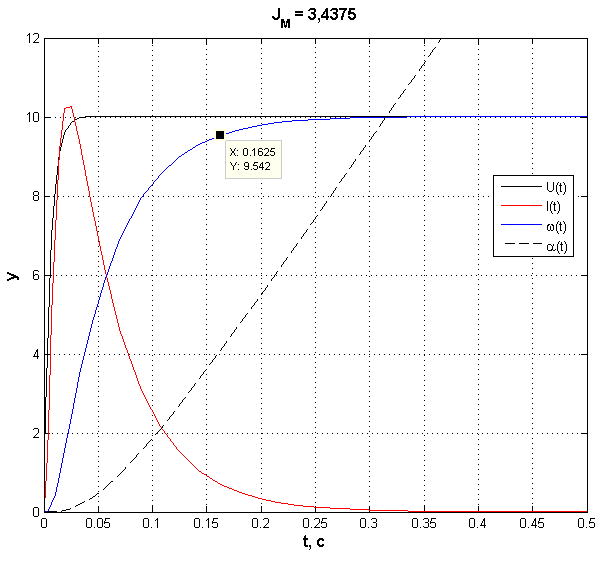 J_M = 3,4375
12
10
8
6
4
2
0
y
X: 0.1625
Y: 9.542
U(t)
I(t)
ω(t)
α(t)
0 0.05 0.1 0.15 0.2 0.25 0.3 0.35 0.4 0.45 0.5
t, c